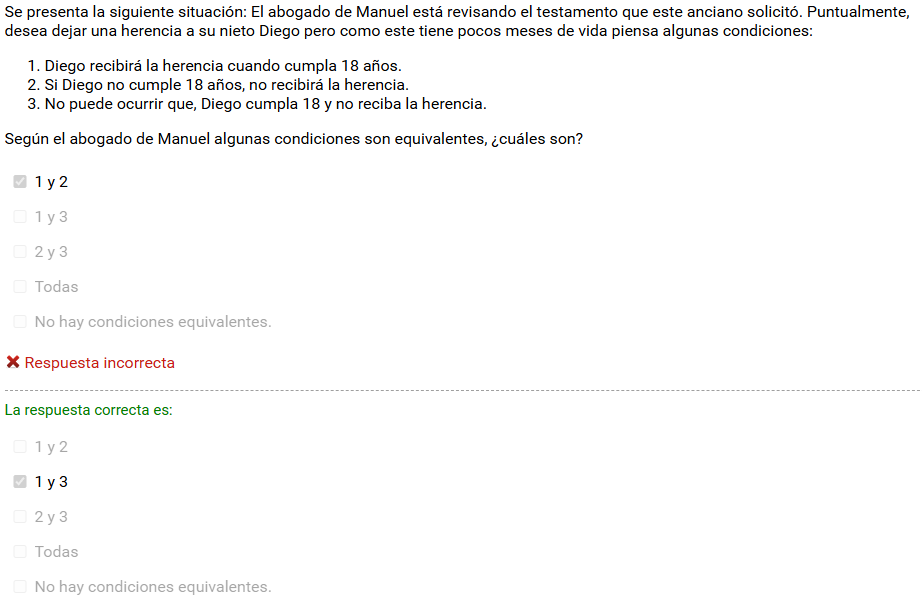 Se presenta la siguiente situación: El abogado de Manuel está revisando el testamento que este anciano solicitó. Puntualmente,
desea dejar una herencia a su nieto Diego pero como este tiene pocos meses de vida piensa algunas condiciones:
1. Diego recibirá la herencia cuando cumpla 18 años.
2. Si Diego no cumple 18 años, no recibirá la herencia.
3. No puede ocurrir que, Diego cumpla 18 y no reciba la herencia.
Según el abogado de Manuel algunas condiciones son equivalentes, ¿cuáles son?
1 y 2
1 y 3
2 y 3
Todas
No hay condiciones equivalentes.
Respuesta incorrecta
La respuesta correcta es:
1 y 2
1 y 3
2 y 3
Todas
No hay condiciones equivalentes.